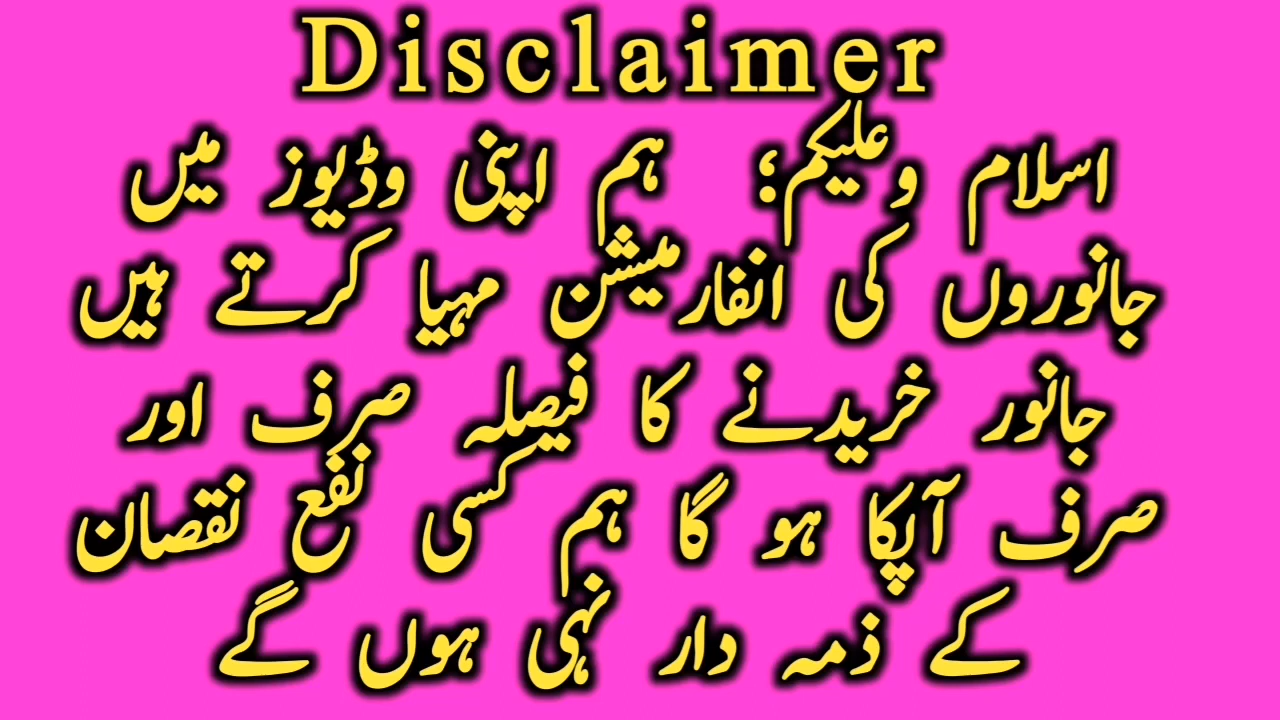 Disclaimer
اسلام وعلیکم؛ ہم اپنی وڈیوز میں
جانوروں کی انفارمیشن مہیا کرتے ہیں
جانور خریدنے کا فیصلہ صرف اور
صرف آپکا ہو گا ہم کسی نفع نقصان
کے ذمہ دار نہی ہوں گے